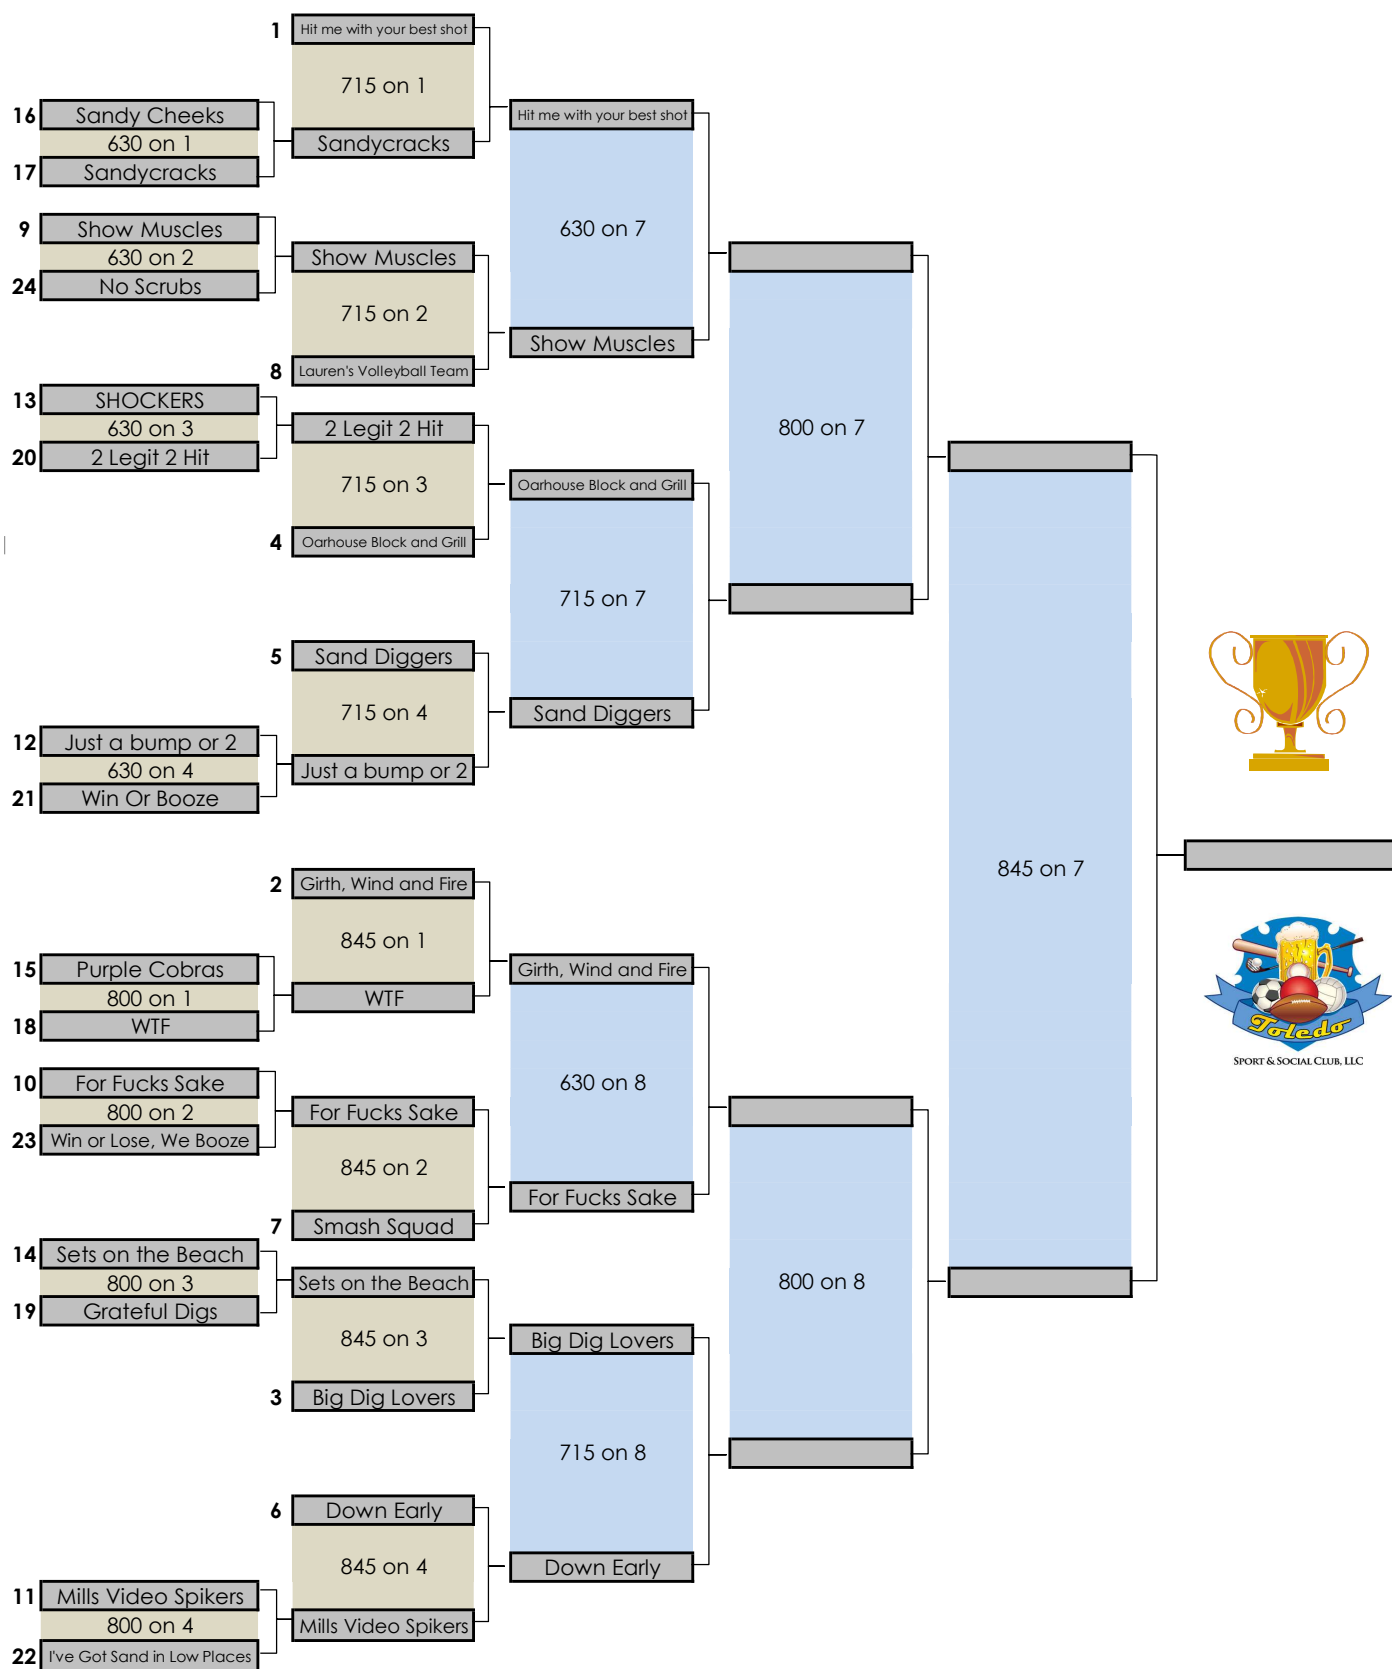 1 Hit me with your best shot
715 on 1
16 Sandy Cheeks
630 on 1
Sandycracks
17 Sandycracks
Hit me with your best shot
630 on 7
9 Show Muscles
630 on 2
24 No Scrubs
Show Muscles
715 on 2
8 Lauren's Volleyball Team
Show Muscles
13 SHOCKERS
630 on 3
20 2 Legit 2 Hit
2 Legit 2 Hit
715 on 3
4 Oarhouse Block and Grill
Oarhouse Block and Grill
800 on 7
715 on 7
5 Sand Diggers
715 on 4
Sand Diggers
12 Just a bump or 2
630 on 4
21 Win Or Booze
Just a bump or 2
845 on 7
2 Girth, Wind and Fire
845 on 1
15 Purple Cobras
800 on 1
18 WTF
WTF
Girth, Wind and Fire
630 on 8
10 For Fucks Sake
800 on 2
23 Win or Lose, We Booze
For Fucks Sake
845 on 2
7 Smash Squad
For Fucks Sake
14 Sets on the Beach
800 on 3
19 Grateful Digs
Sets on the Beach
845 on 3
3 Big Dig Lovers
Big Dig Lovers
800 on 8
715 on 8
6 Down Early
845 on 4
Down Early
11 Mills Video Spikers
800 on 4
22 I've Got Sand in Low Places
Mills Video Spikers
Toledo
SPORT & SOCIAL CLUB, LLC